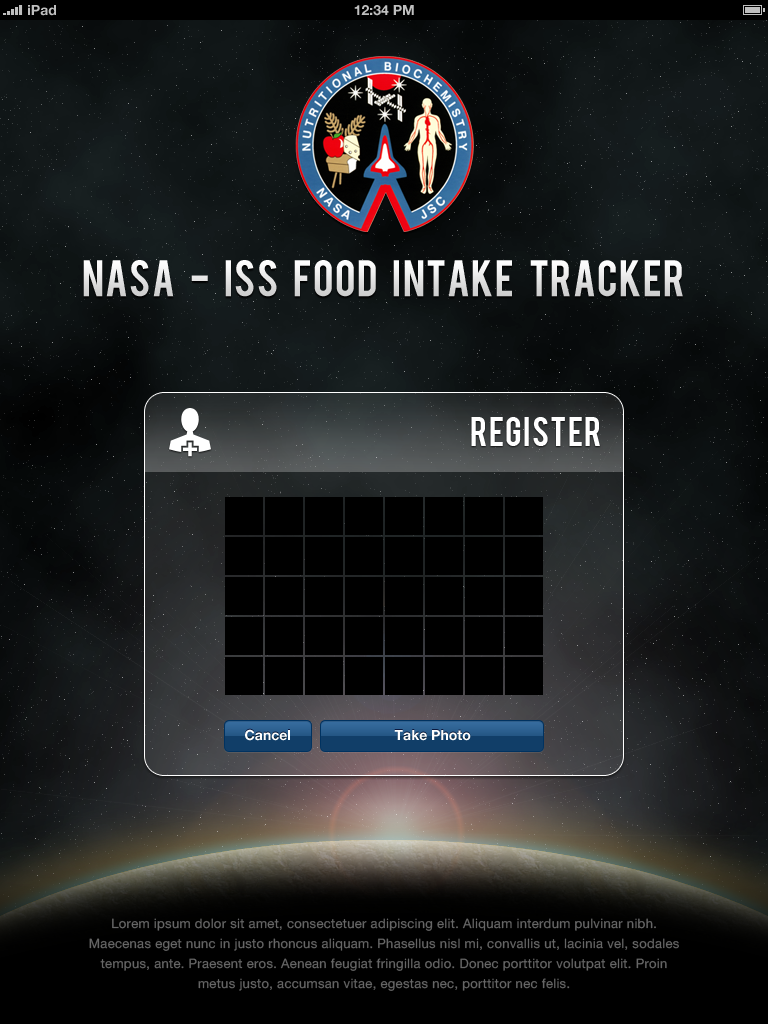 iPad
12:34 PM
NUTRITIONAL BIOCHEMISTRY
NASA
JSC
NASA - ISS FOOD INTAKE TRACKER
REGISTER
Cancel
Take Photo
Lorem ipsum dolor sit amet, consectetuer adipiscing elit. Aliquam interdum pulvinar nibh.
Maecenas eget nunc in justo rhoncus aliquam. Phasellus nisl mi, convallis ut, lacinia vel, sodales
tempus, ante. Praesent eros. Aenean feugiat fringilla odio. Donec porttitor volutpat elit. Proin
metus justo, accumsan vitae, egestas nec, porttitor nec felis.